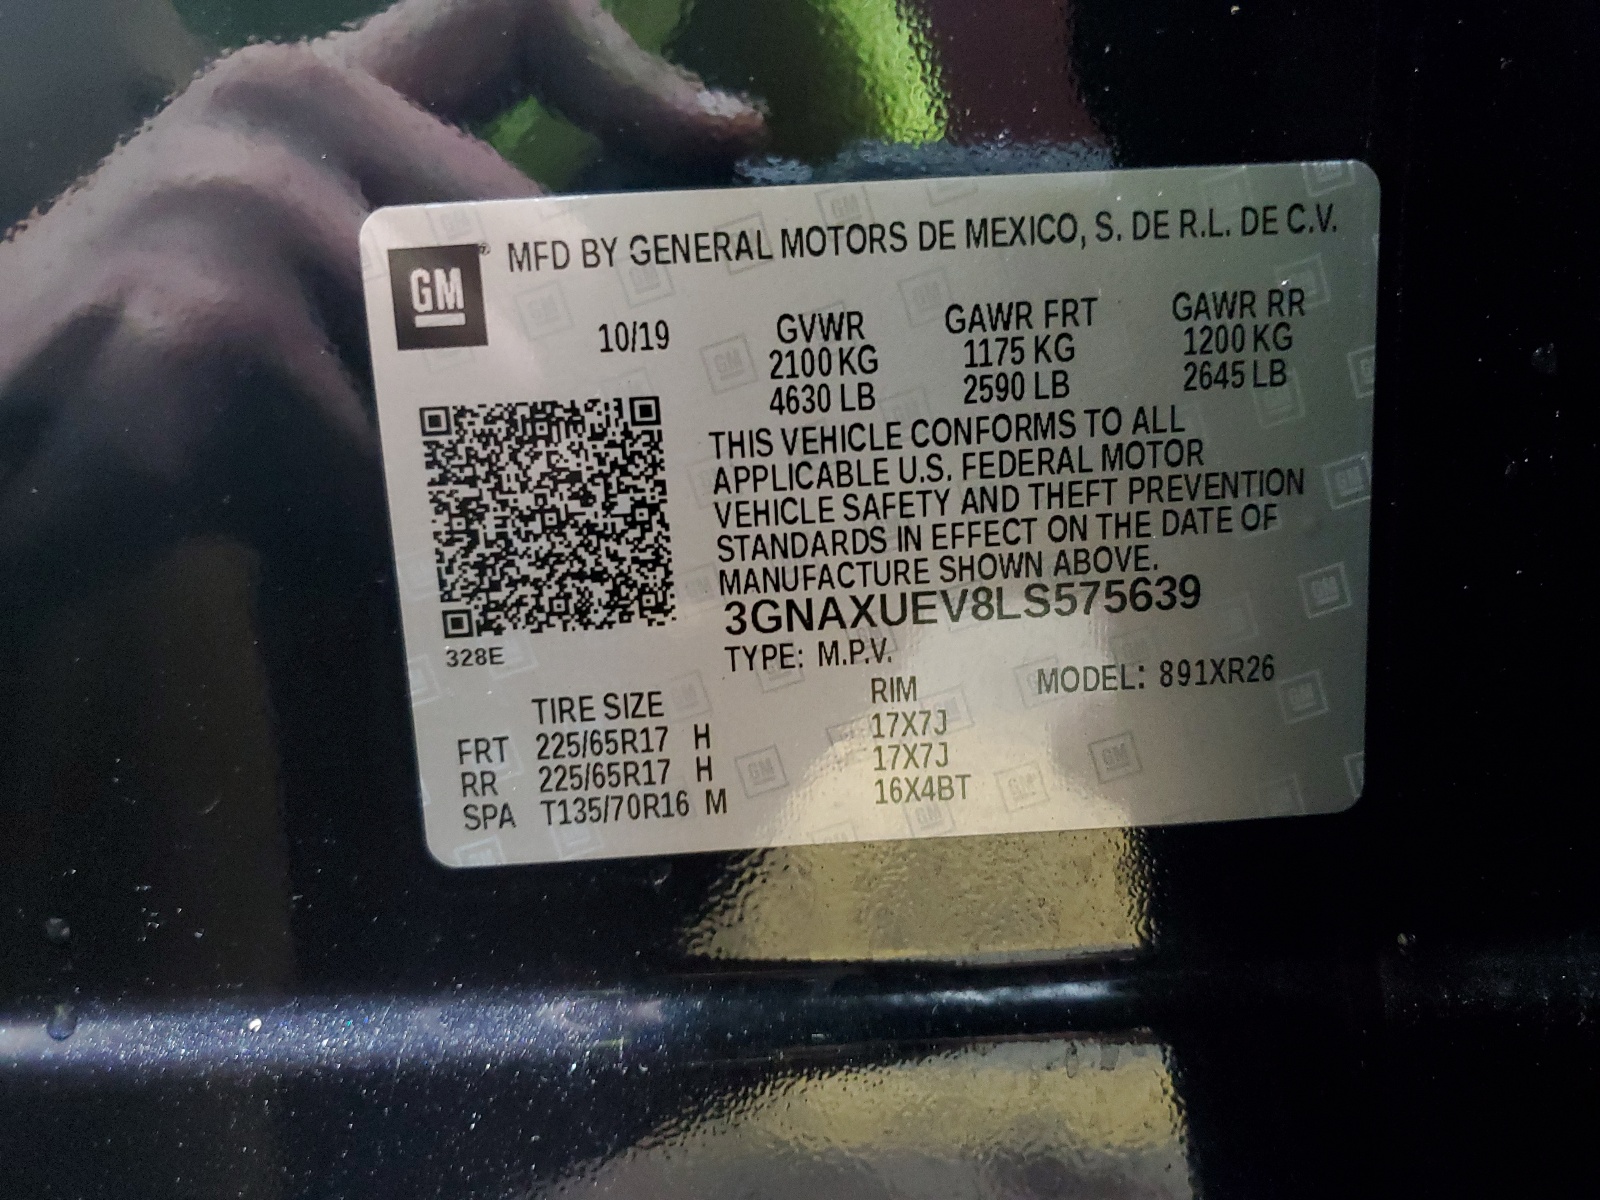 GM ® MFD BY GENERAL MOTORS DE MEXICO, S. DE R.L. DE C.V.
10/19 GVWR GAWR FRT GAWR RR
2100 KG 1175 KG 1200 KG
4630 LB 2590 LB 2645 LB
THIS VEHICLE CONFORMS TO ALL
APPLICABLE U.S. FEDERAL MOTOR
VEHICLE SAFETY AND THEFT PREVENTION
STANDARDS IN EFFECT ON THE DATE OF
MANUFACTURE SHOWN ABOVE.
3GNAXUEV8LS575639
328E
TYPE: M.P.V. MODEL: 891XR26
TIRE SIZE RIM
FRT 225/65R17 H 17X7J
RR 225/65R17 H 17X7J
SPA T135/70R16 M 16X4BT